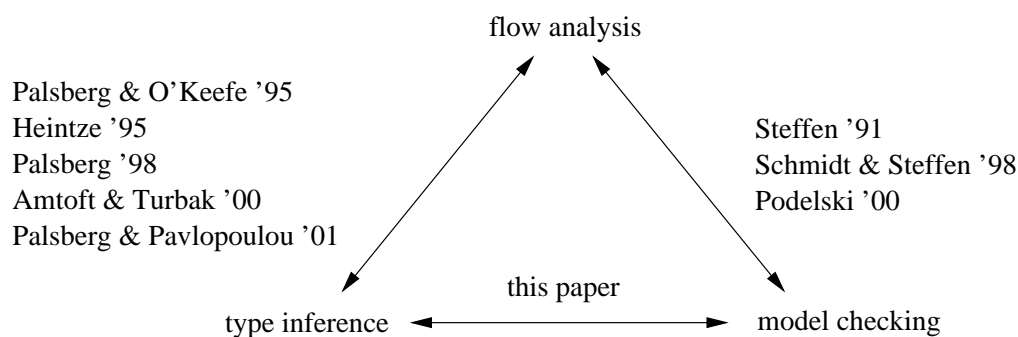 flow analysis
Palsberg & O’Keefe ’95
Heintze ’95
Palsberg ’98
Amtoft & Turbak ’00
Palsberg & Pavlopoulou ’01
Steffen ’91
Schmidt & Steffen ’98
Podelski ’00
this paper
type inference
model checking